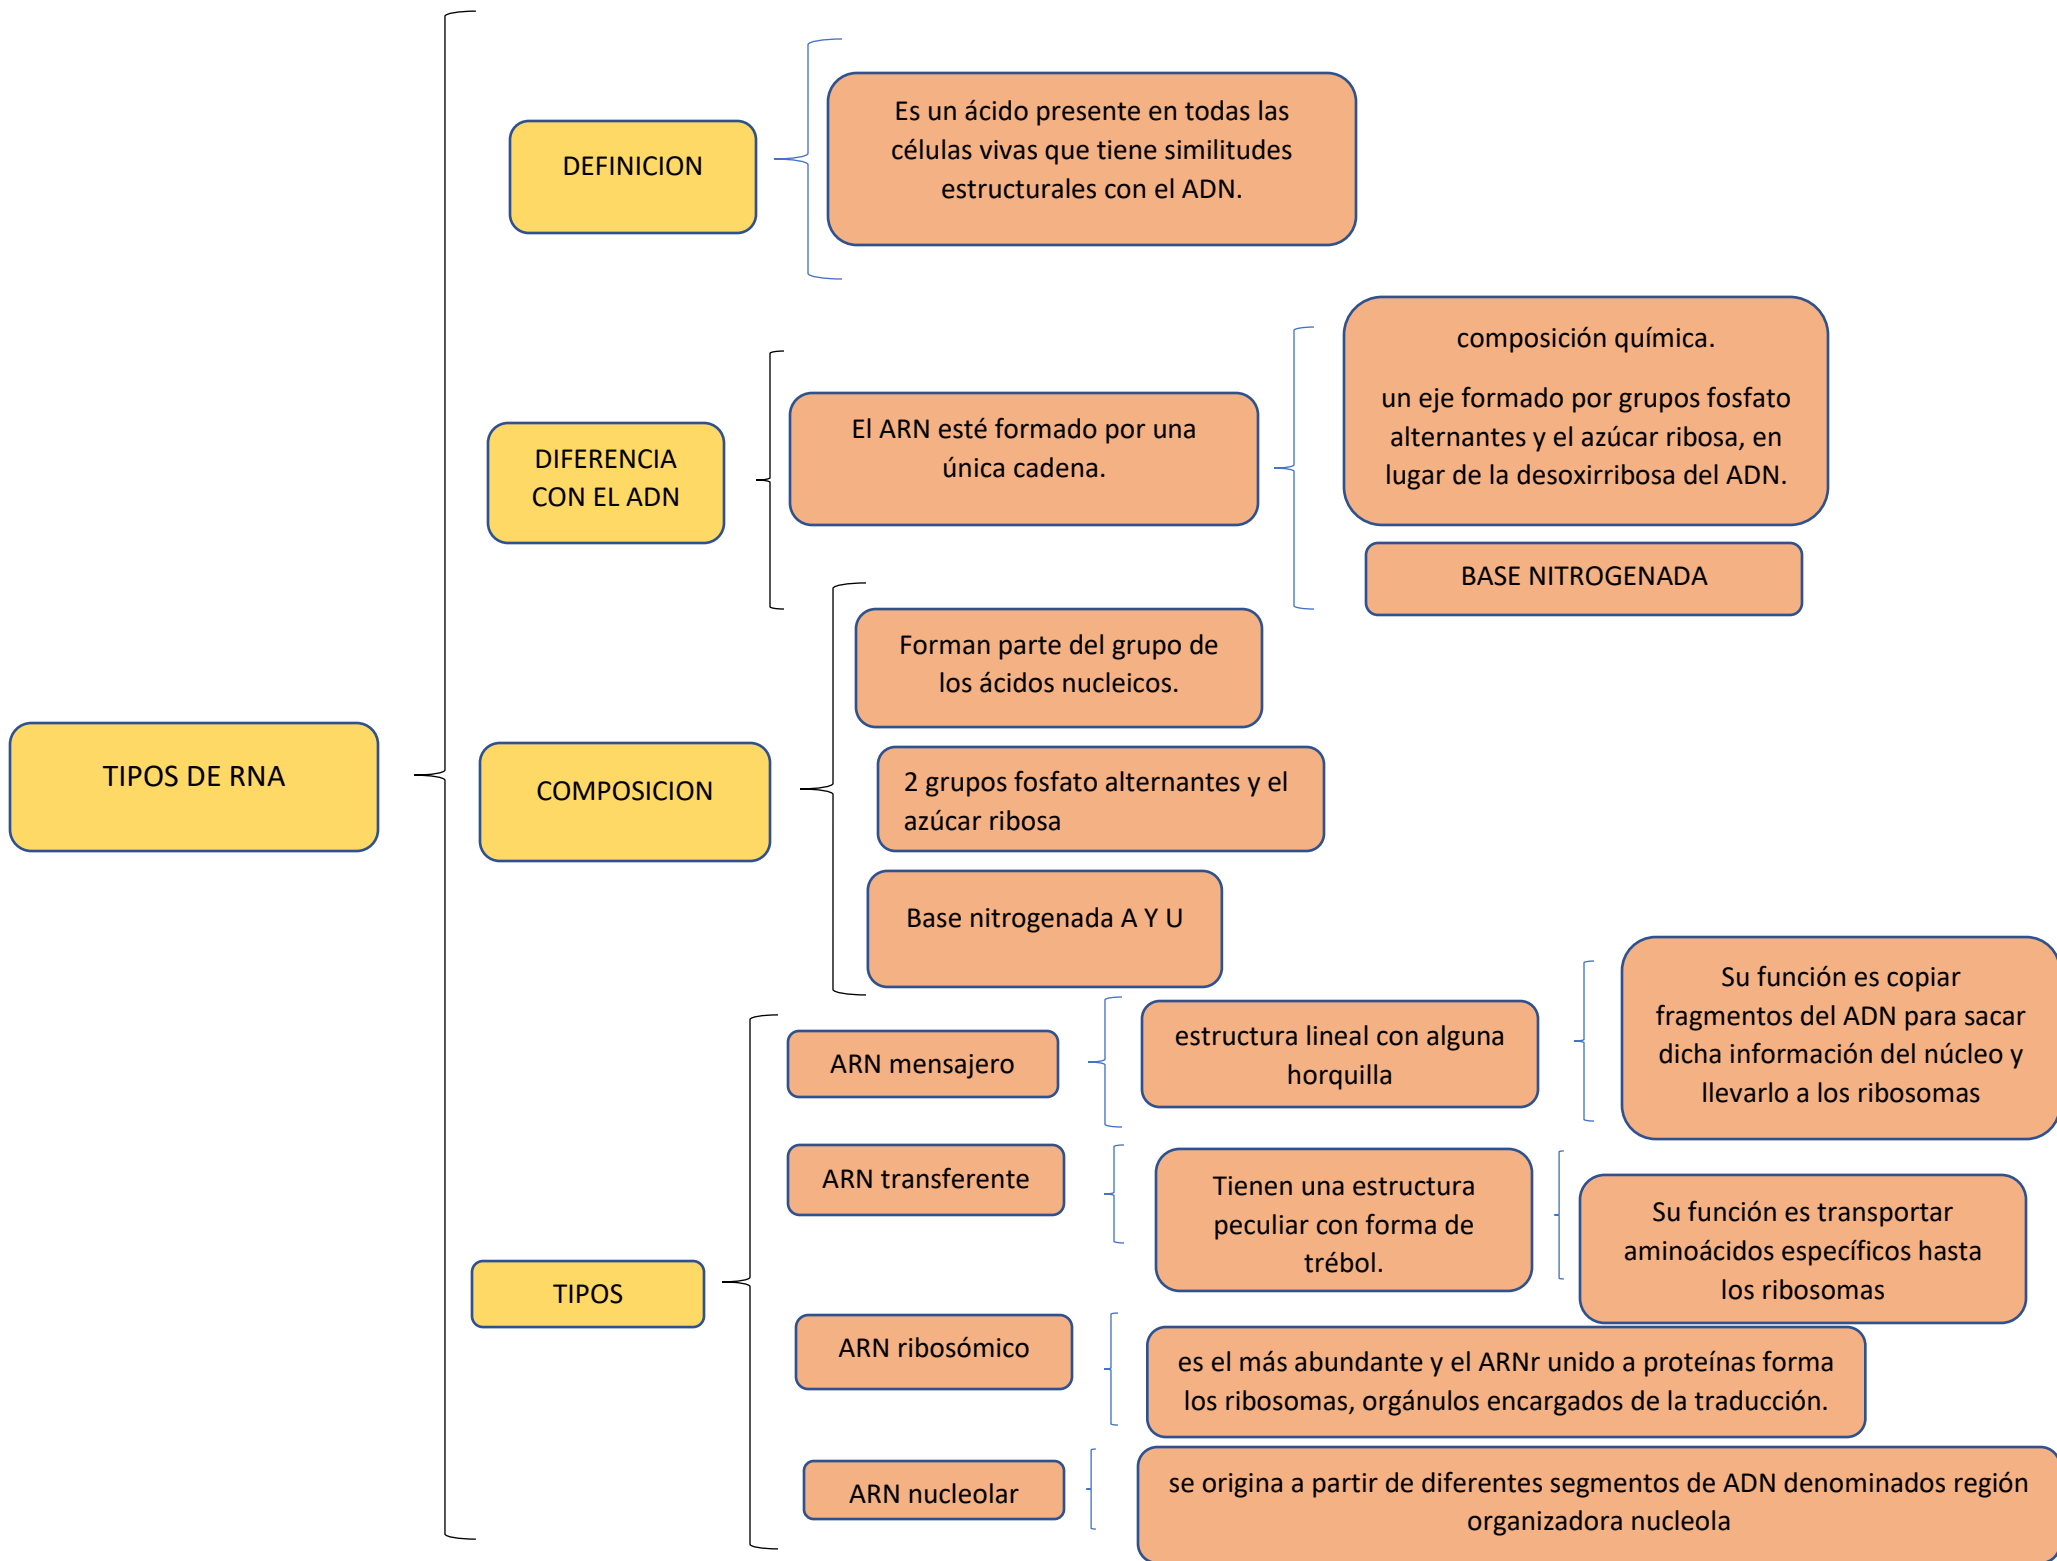 TIPOS DE RNA
DEFINICION
Es un ácido presente en todas las
células vivas que tiene similitudes
estructurales con el ADN.
DIFERENCIA
CON EL ADN
El ARN esté formado por una
única cadena.
composición química.
un eje formado por grupos fosfato
alternantes y el azúcar ribosa, en
lugar de la desoxirribosa del ADN.
BASE NITROGENADA
COMPOSICION
Forman parte del grupo de
los ácidos nucleicos.
2 grupos fosfato alternantes y el
azúcar ribosa
Base nitrogenada A Y U
TIPOS
ARN mensajero
estructura lineal con alguna
horquilla
Su función es copiar
fragmentos del ADN para sacar
dicha información del núcleo y
llevarlo a los ribosomas
ARN transferente
Tienen una estructura
peculiar con forma de
trébol.
Su función es transportar
aminoácidos específicos hasta
los ribosomas
ARN ribosómico
es el más abundante y el ARNr unido a proteínas forma
los ribosomas, orgánulos encargados de la traducción.
ARN nucleolar
se origina a partir de diferentes segmentos de ADN denominados región
organizadora nucleola